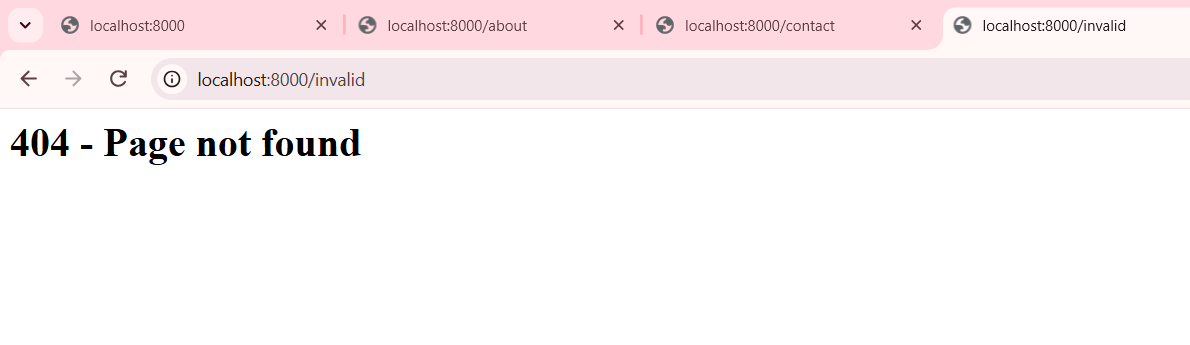 localhost:8000
localhost:8000/about
localhost:8000/contact
localhost:8000/invalid
localhost:8000/invalid
404 - Page not found